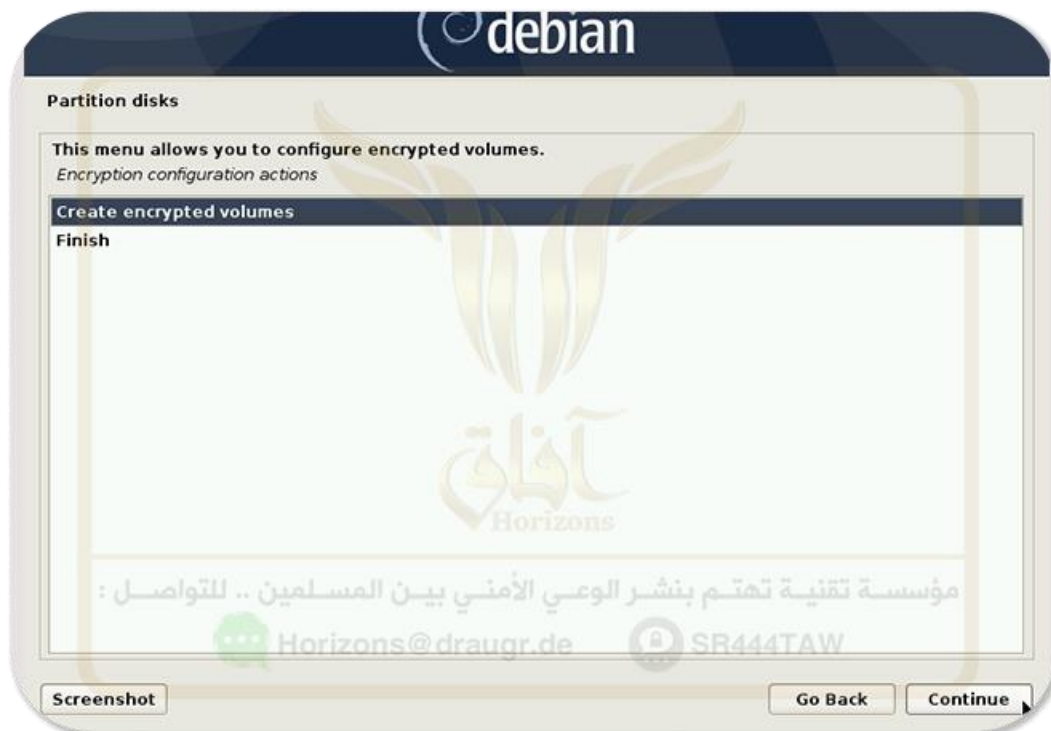 debian
Partition disks
This menu allows you to configure encrypted volumes.
Encryption configuration actions
Create encrypted volumes
Finish
آفاق
Horizons
مؤسسة تقنية تهتم بنشر الوعي الأمني بين المسلمين .. للتواصل :
Horizons@draugr.de SR444TAW
Screenshot Go Back Continue